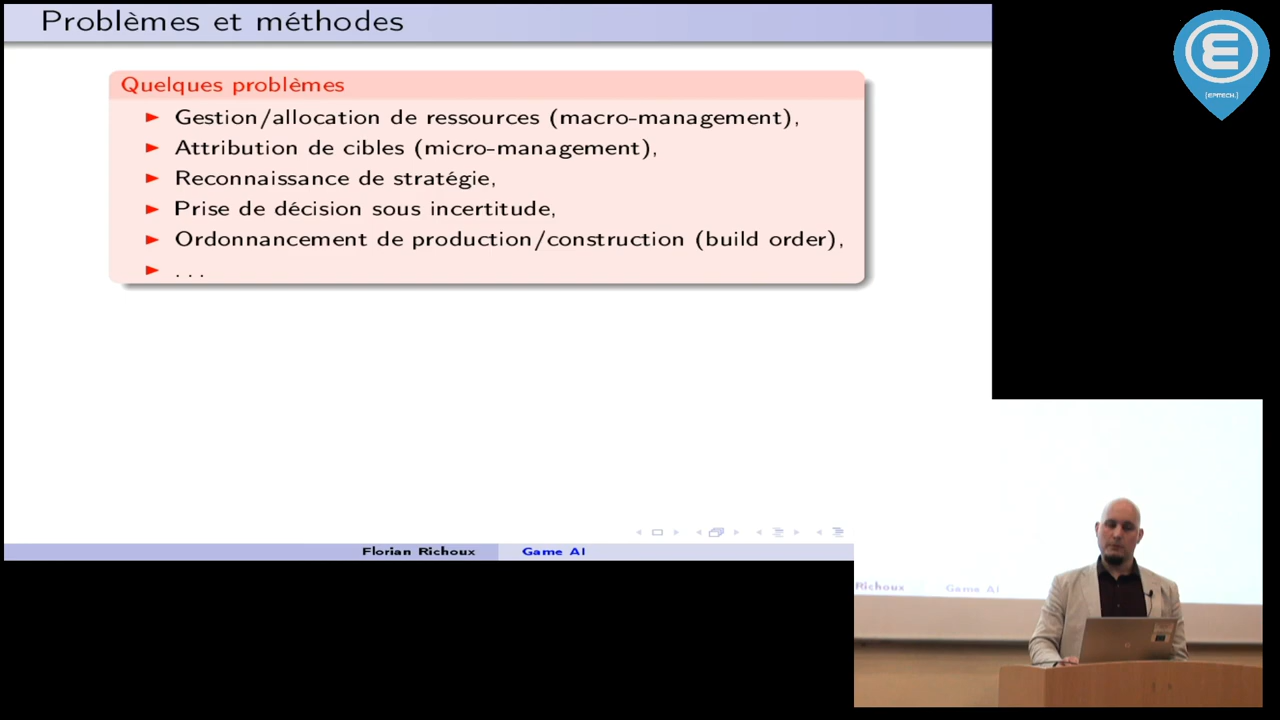 Problèmes et méthodes
Quelques problèmes
Gestion/allocation de ressources (macro-management),
Attribution de cibles (micro-management),
Reconnaissance de stratégie,
Prise de décision sous incertitude,
Ordonnancement de production/construction (build order),
...
Florian Richoux Game AI
[EPITECH.]
Richoux Game AI